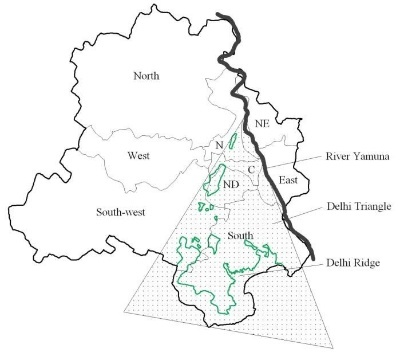 North
NE
N
West
River Yamuna
C
East
ND
Delhi Triangle
South-west
South
Delhi Ridge